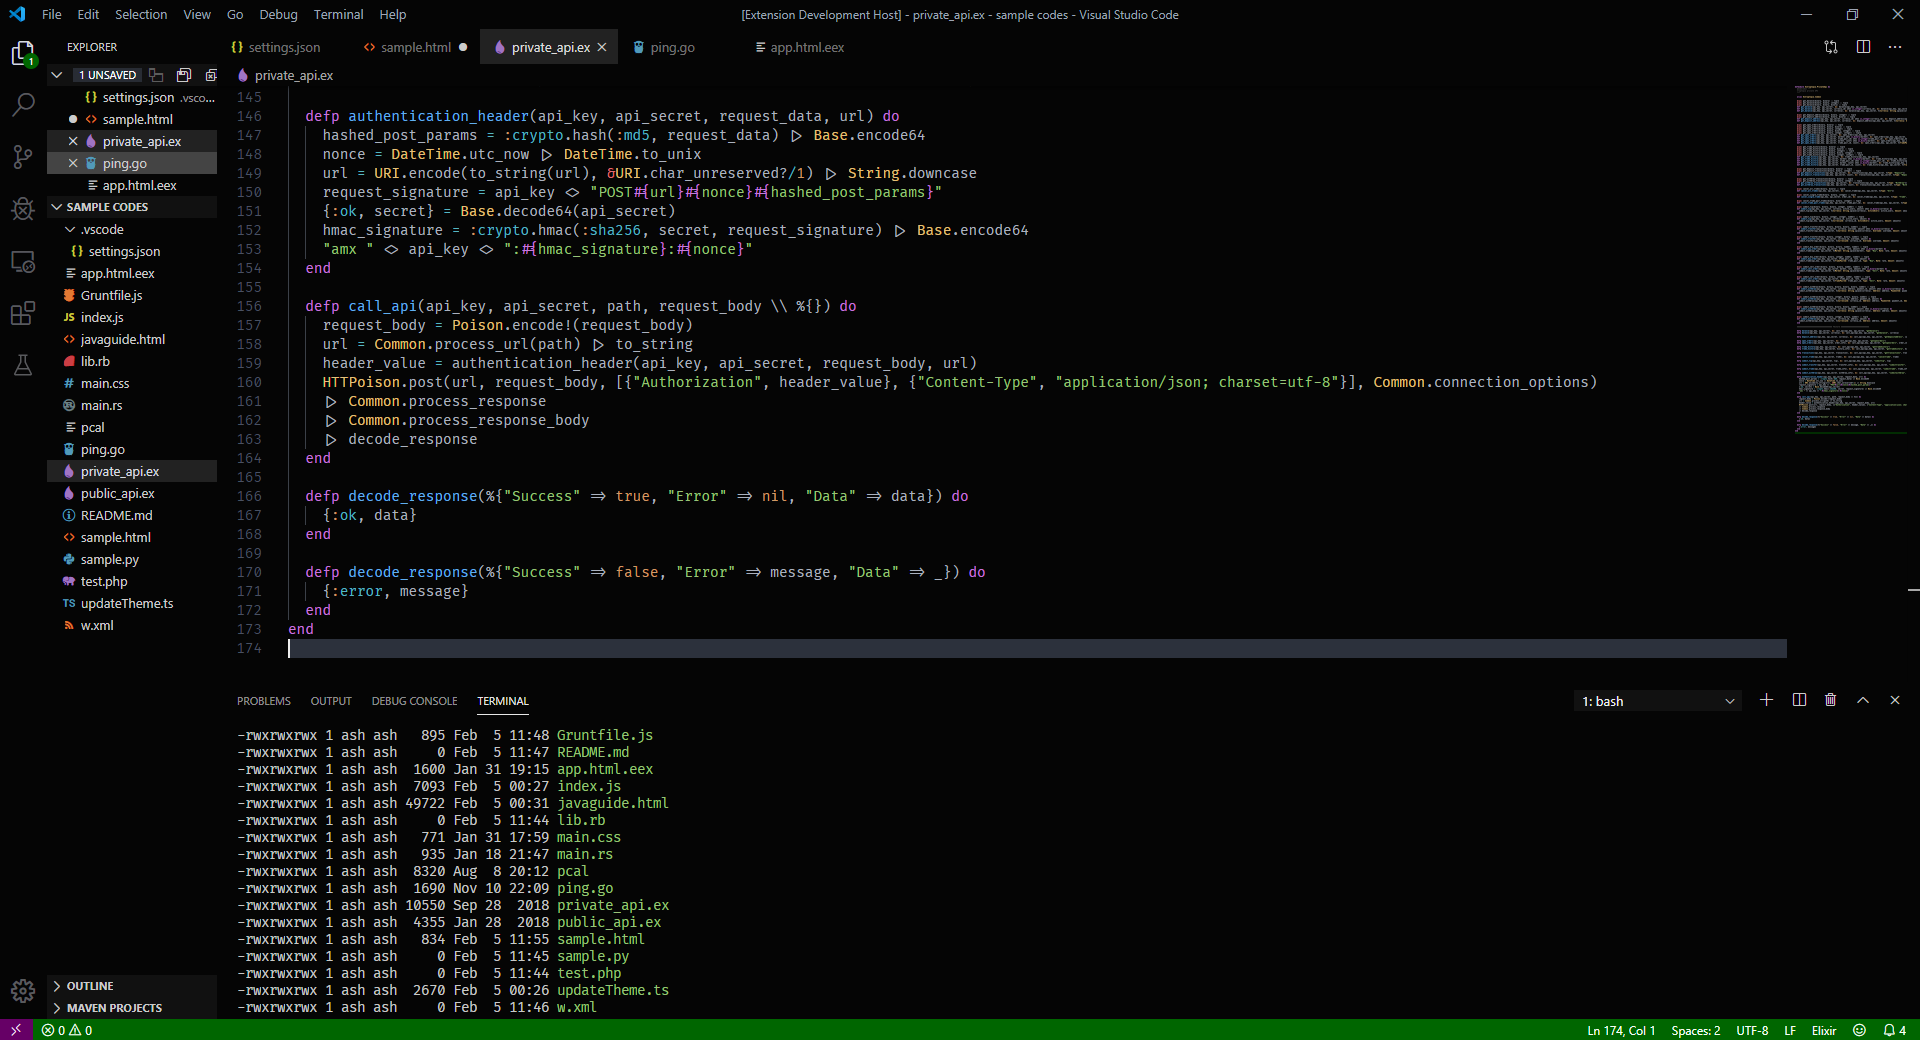 File Edit Selection View Go Debug Terminal Help
[Extension Development Host] - private_api.ex - sample codes - Visual Studio Code
EXPLORER
1 UNSAVED
settings.json .vsco...
sample.html
private_api.ex
ping.go
app.html.eex
SAMPLE CODES
.vscode
settings.json
app.html.eex
Gruntfile.js
JS index.js
javaguide.html
lib.rb
# main.css
main.rs
pcal
ping.go
private_api.ex
public_api.ex
README.md
sample.html
sample.py
test.php
TS updateTheme.ts
w.xml
OUTLINE
MAVEN PROJECTS
1
{} settings.json <> sample.html private_api.ex ping.go app.html.eex
private_api.ex
145
146 defp authentication_header(api_key, api_secret, request_data, url) do
147 hashed_post_params = :crypto.hash(:md5, request_data) |> Base.encode64
148 nonce = DateTime.utc_now |> DateTime.to_unix
149 url = URI.encode(to_string(url), &URI.char_unreserved?/1) |> String.downcase
150 request_signature = api_key <> "POST#{url}#{nonce}#{hashed_post_params}"
151 {:ok, secret} = Base.decode64(api_secret)
152 hmac_signature = :crypto.hmac(:sha256, secret, request_signature) |> Base.encode64
153 "amx " <> api_key <> ":#{hmac_signature}:#{nonce}"
154 end
155
156 defp call_api(api_key, api_secret, path, request_body \\ %{}) do
157 request_body = Poison.encode!(request_body)
158 url = Common.process_url(path) |> to_string
159 header_value = authentication_header(api_key, api_secret, request_body, url)
160 HTTPoison.post(url, request_body, [{"Authorization", header_value}, {"Content-Type", "application/json; charset=utf-8"}], Common.connection_options)
161 |> Common.process_response
162 |> Common.process_response_body
163 |> decode_response
164 end
165
166 defp decode_response(%{"Success" => true, "Error" => nil, "Data" => data}) do
167 {:ok, data}
168 end
169
170 defp decode_response(%{"Success" => false, "Error" => message, "Data" => _}) do
171 {:error, message}
172 end
173 end
174
PROBLEMS OUTPUT DEBUG CONSOLE TERMINAL
1: bash
-rwxrwxrwx 1 ash ash 895 Feb 5 11:48 Gruntfile.js
-rwxrwxrwx 1 ash ash 0 Feb 5 11:47 README.md
-rwxrwxrwx 1 ash ash 1600 Jan 31 19:15 app.html.eex
-rwxrwxrwx 1 ash ash 7093 Feb 5 00:27 index.js
-rwxrwxrwx 1 ash ash 49722 Feb 5 00:31 javaguide.html
-rwxrwxrwx 1 ash ash 0 Feb 5 11:44 lib.rb
-rwxrwxrwx 1 ash ash 771 Jan 31 17:59 main.css
-rwxrwxrwx 1 ash ash 935 Jan 18 21:47 main.rs
-rwxrwxrwx 1 ash ash 8320 Aug 8 20:12 pcal
-rwxrwxrwx 1 ash ash 1690 Nov 10 22:09 ping.go
-rwxrwxrwx 1 ash ash 10550 Sep 28 2018 private_api.ex
-rwxrwxrwx 1 ash ash 4355 Jan 28 2018 public_api.ex
-rwxrwxrwx 1 ash ash 834 Feb 5 11:55 sample.html
-rwxrwxrwx 1 ash ash 0 Feb 5 11:45 sample.py
-rwxrwxrwx 1 ash ash 0 Feb 5 11:44 test.php
-rwxrwxrwx 1 ash ash 2670 Feb 5 00:26 updateTheme.ts
-rwxrwxrwx 1 ash ash 0 Feb 5 11:46 w.xml
0 0
Ln 174, Col 1 Spaces: 2 UTF-8 LF Elixir 4